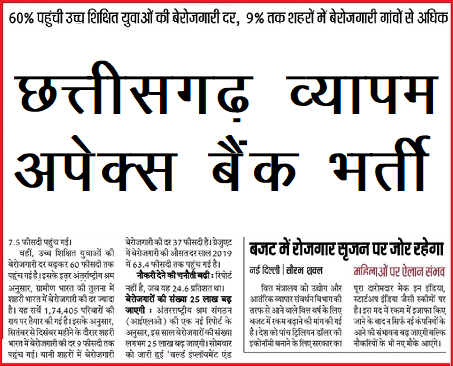 60% पहुंची उच्च शिक्षित युवाओं की बेरोजगारी दर, 9% तक शहरों में बेरोजगारी गांवों से अधिक
छत्तीसगढ़ व्यापम
अपेक्स बैंक भर्ती
7.5 फीसदी पहुंच गई।
वहीं, उच्च शिक्षित युवाओं की
बेरोजगारी दर बढ़कर 60 फीसदी तक
पहुंच गई है। इसके इतर अंतर्राष्ट्रीय श्रम
अनुसार, ग्रामीण भारत की तुलना में
शहरी भारत में बेरोजगारी की दर ज्यादा
है। यह सर्वे 1,74,405 परिवारों की
राय पर तैयार की गई है। इसके अनुसार,
सितंबर से दिसंबर महीने के दौरान शहरी
भारत में बेरोजगारी की दर 9 फीसदी तक
पहुंच गई। यानी शहरों में बेरोजगारी
बेरोजगारी की दर 37 फीसदी है। ग्रेजुएट
में बेरोजगारी की औसत दर साल 2019
में 63.4 फीसदी तक पहुंच गई।
नौकरी देने की चुनौती बढ़ी: रिपोर्ट
नहीं है, जब यह 24.6 प्रतिशत था।
बेरोजगारों की संख्या 25 लाख बढ़
जाएगी : अंतरराष्ट्रीय श्रम संगठन
(आईएलओ) की एक नई रिपोर्ट के
अनुसार, इस साल बेरोजगारों की संख्या
लगभग 25 लाख बढ़ जाएगी। सोमवार
को जारी हुई 'वर्ल्ड इंप्लॉयमेंट एंड
बजट में रोजगार सृजन पर जोर रहेगा
नई दिल्ली | सौरभ शुक्ल
वित्त मंत्रालय को उद्योग और
आतंरिक व्यापार संवर्धन विभाग की
तरफ से आने वाले वित्त वर्ष के लिए
बजट में रकम बढ़ाने की मांग की गई
है। देश को पांच ट्रिलियन डॉलर की
इकोनॉमी बनाने के लिए सरकार का
महिलाओं पर ऐलान संभव
पूरा दारोमदार मेक इन इंडिया,
स्टार्टअप इंडिया जैसी स्कीमों पर
है। इस मद में रकम में इजाफा किए
जाने के बाद न सिर्फ नई कंपनियों के
आने की संभावना बढ़ जाएगी बल्कि
नौकरियों के भी नए मौके आएंगे।